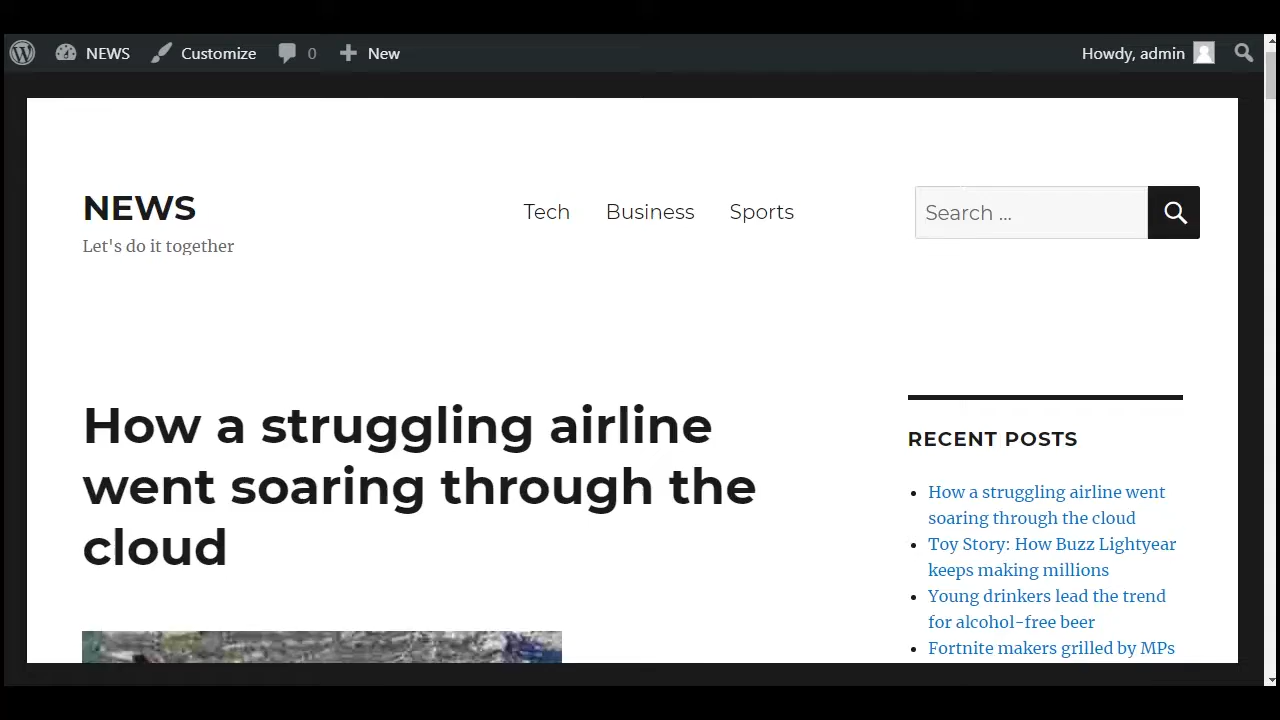 NEWS Customize 0 New Howdy, admin
NEWS
Let's do it together
Tech Business Sports
Search ...
How a struggling airline
went soaring through the
cloud
RECENT POSTS
How a struggling airline went
soaring through the cloud
Toy Story: How Buzz Lightyear
keeps making millions
Young drinkers lead the trend
for alcohol-free beer
Fortnite makers grilled by MPs